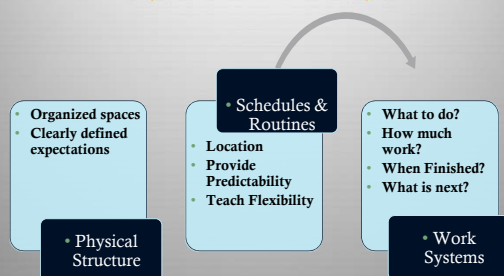 • Organized spaces
• Clearly defined
expectations
• Physical
Structure
• Schedules &
Routines
• Location
• Provide
Predictability
• Teach Flexibility
• What to do?
• How much
work?
• When Finished?
• What is next?
• Work
Systems